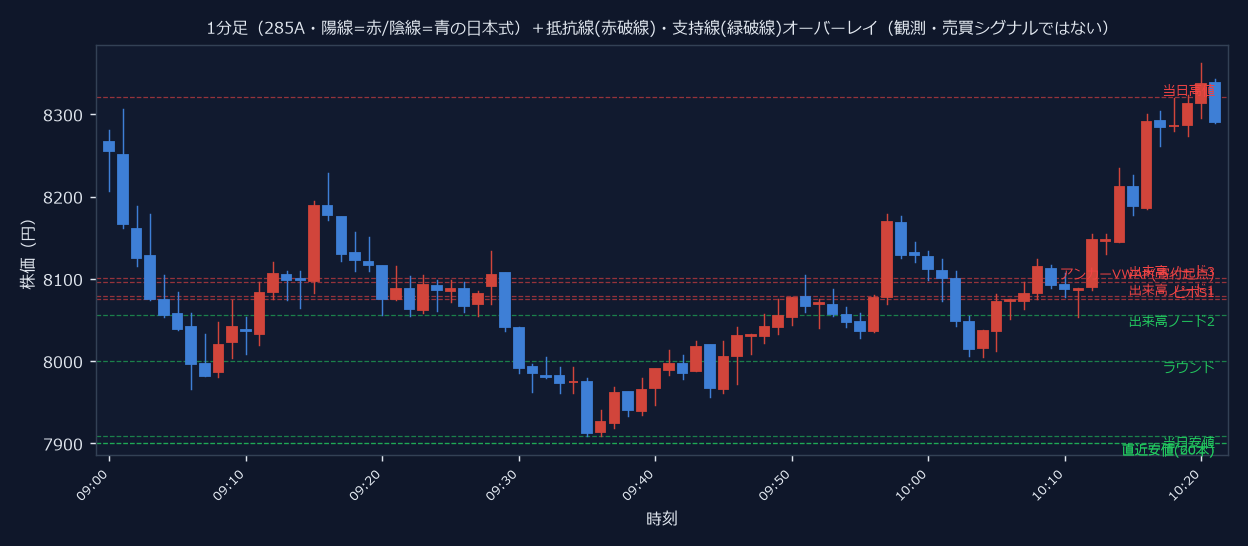 1分足（285A・陽線=赤/陰線=青の日本式）＋抵抗線(赤破線)・支持線(緑破線)オーバーレイ（観測・売買シグナルではない）
株価（円）
8300
8200
8100
8000
7900
当日高値
出来高ノード3
出来高ノード
ピボS1
出来高ノード2
ラウンド
当日安値
直近安値(60本)
09:00
09:10
09:20
09:30
09:40
09:50
10:00
10:10
10:20
時刻